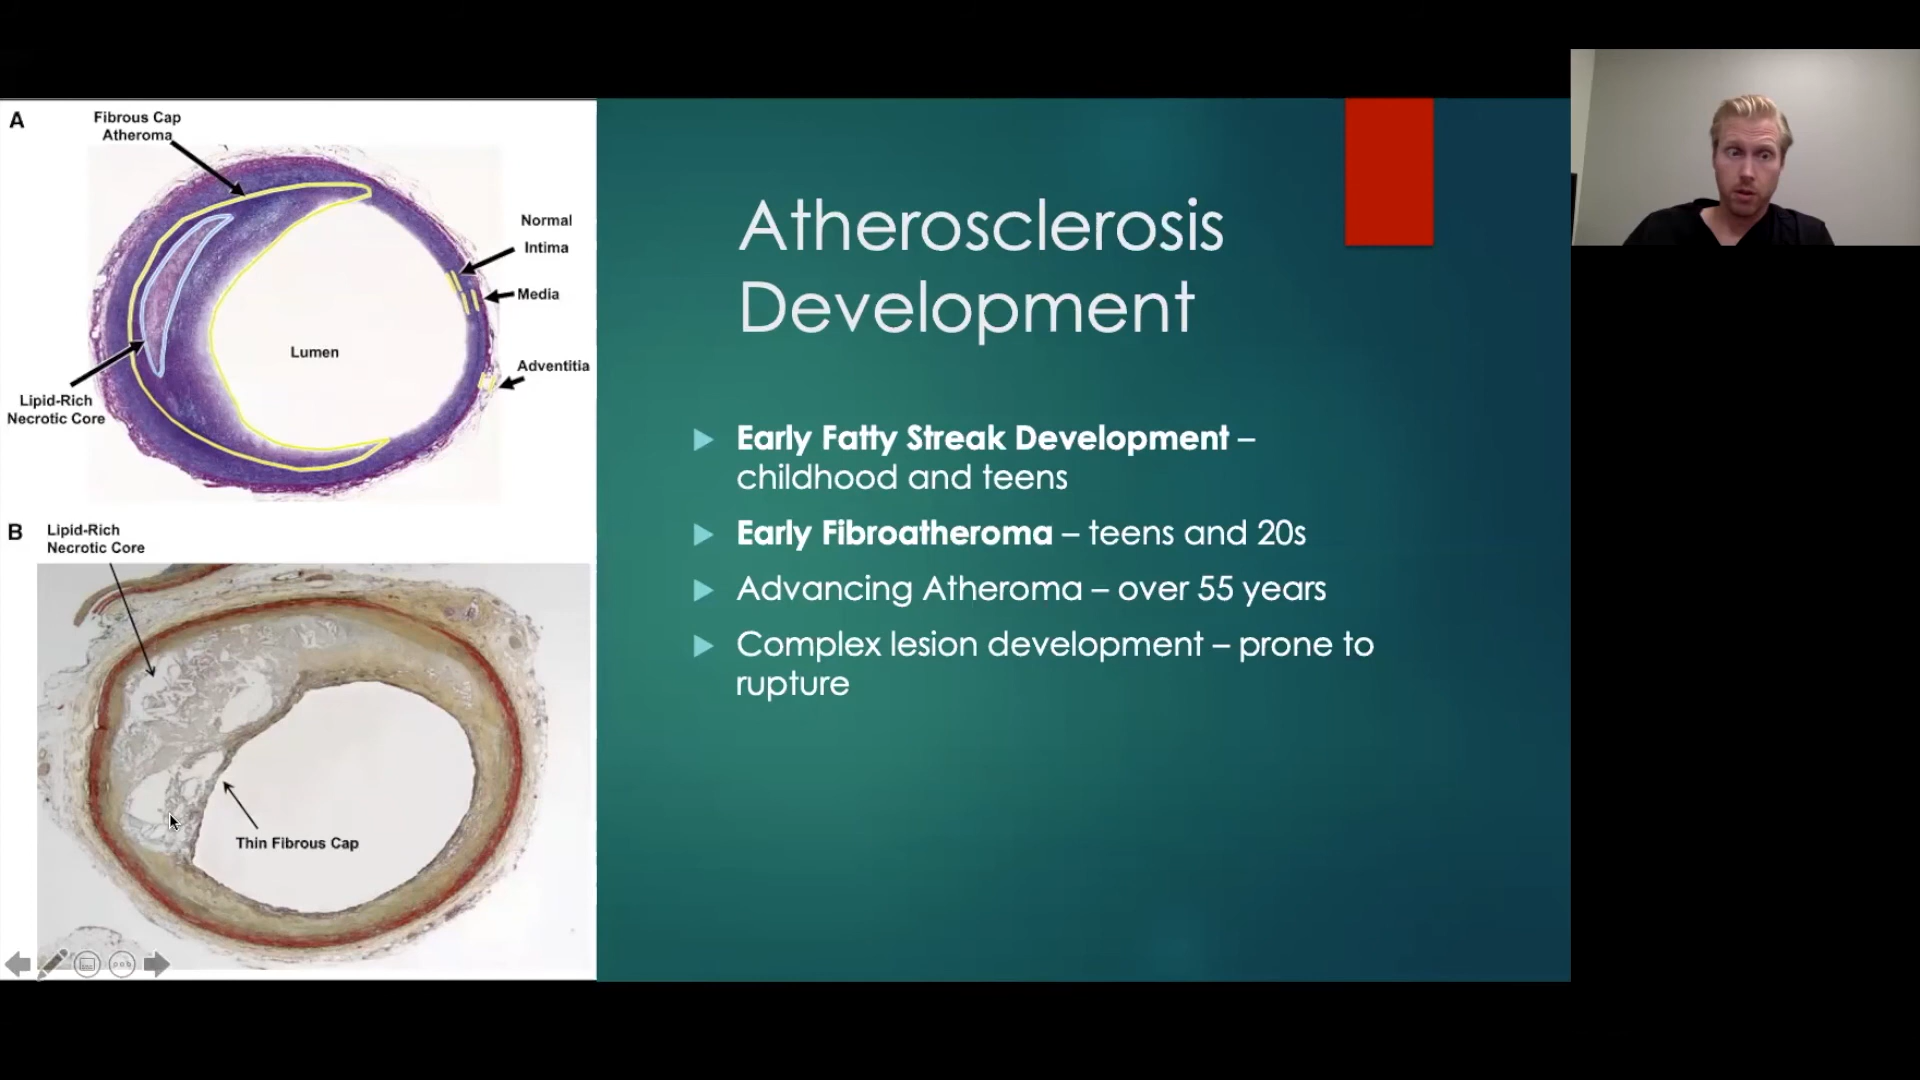 A
Fibrous Cap
Atheroma
Normal
Intima
Media
Lumen
Adventitia
Lipid-Rich
Necrotic Core
B
Lipid-Rich
Necrotic Core
Thin Fibrous Cap
Atherosclerosis
Development
Early Fatty Streak Development –
childhood and teens
Early Fibroatheroma – teens and 20s
Advancing Atheroma – over 55 years
Complex lesion development – prone to
rupture